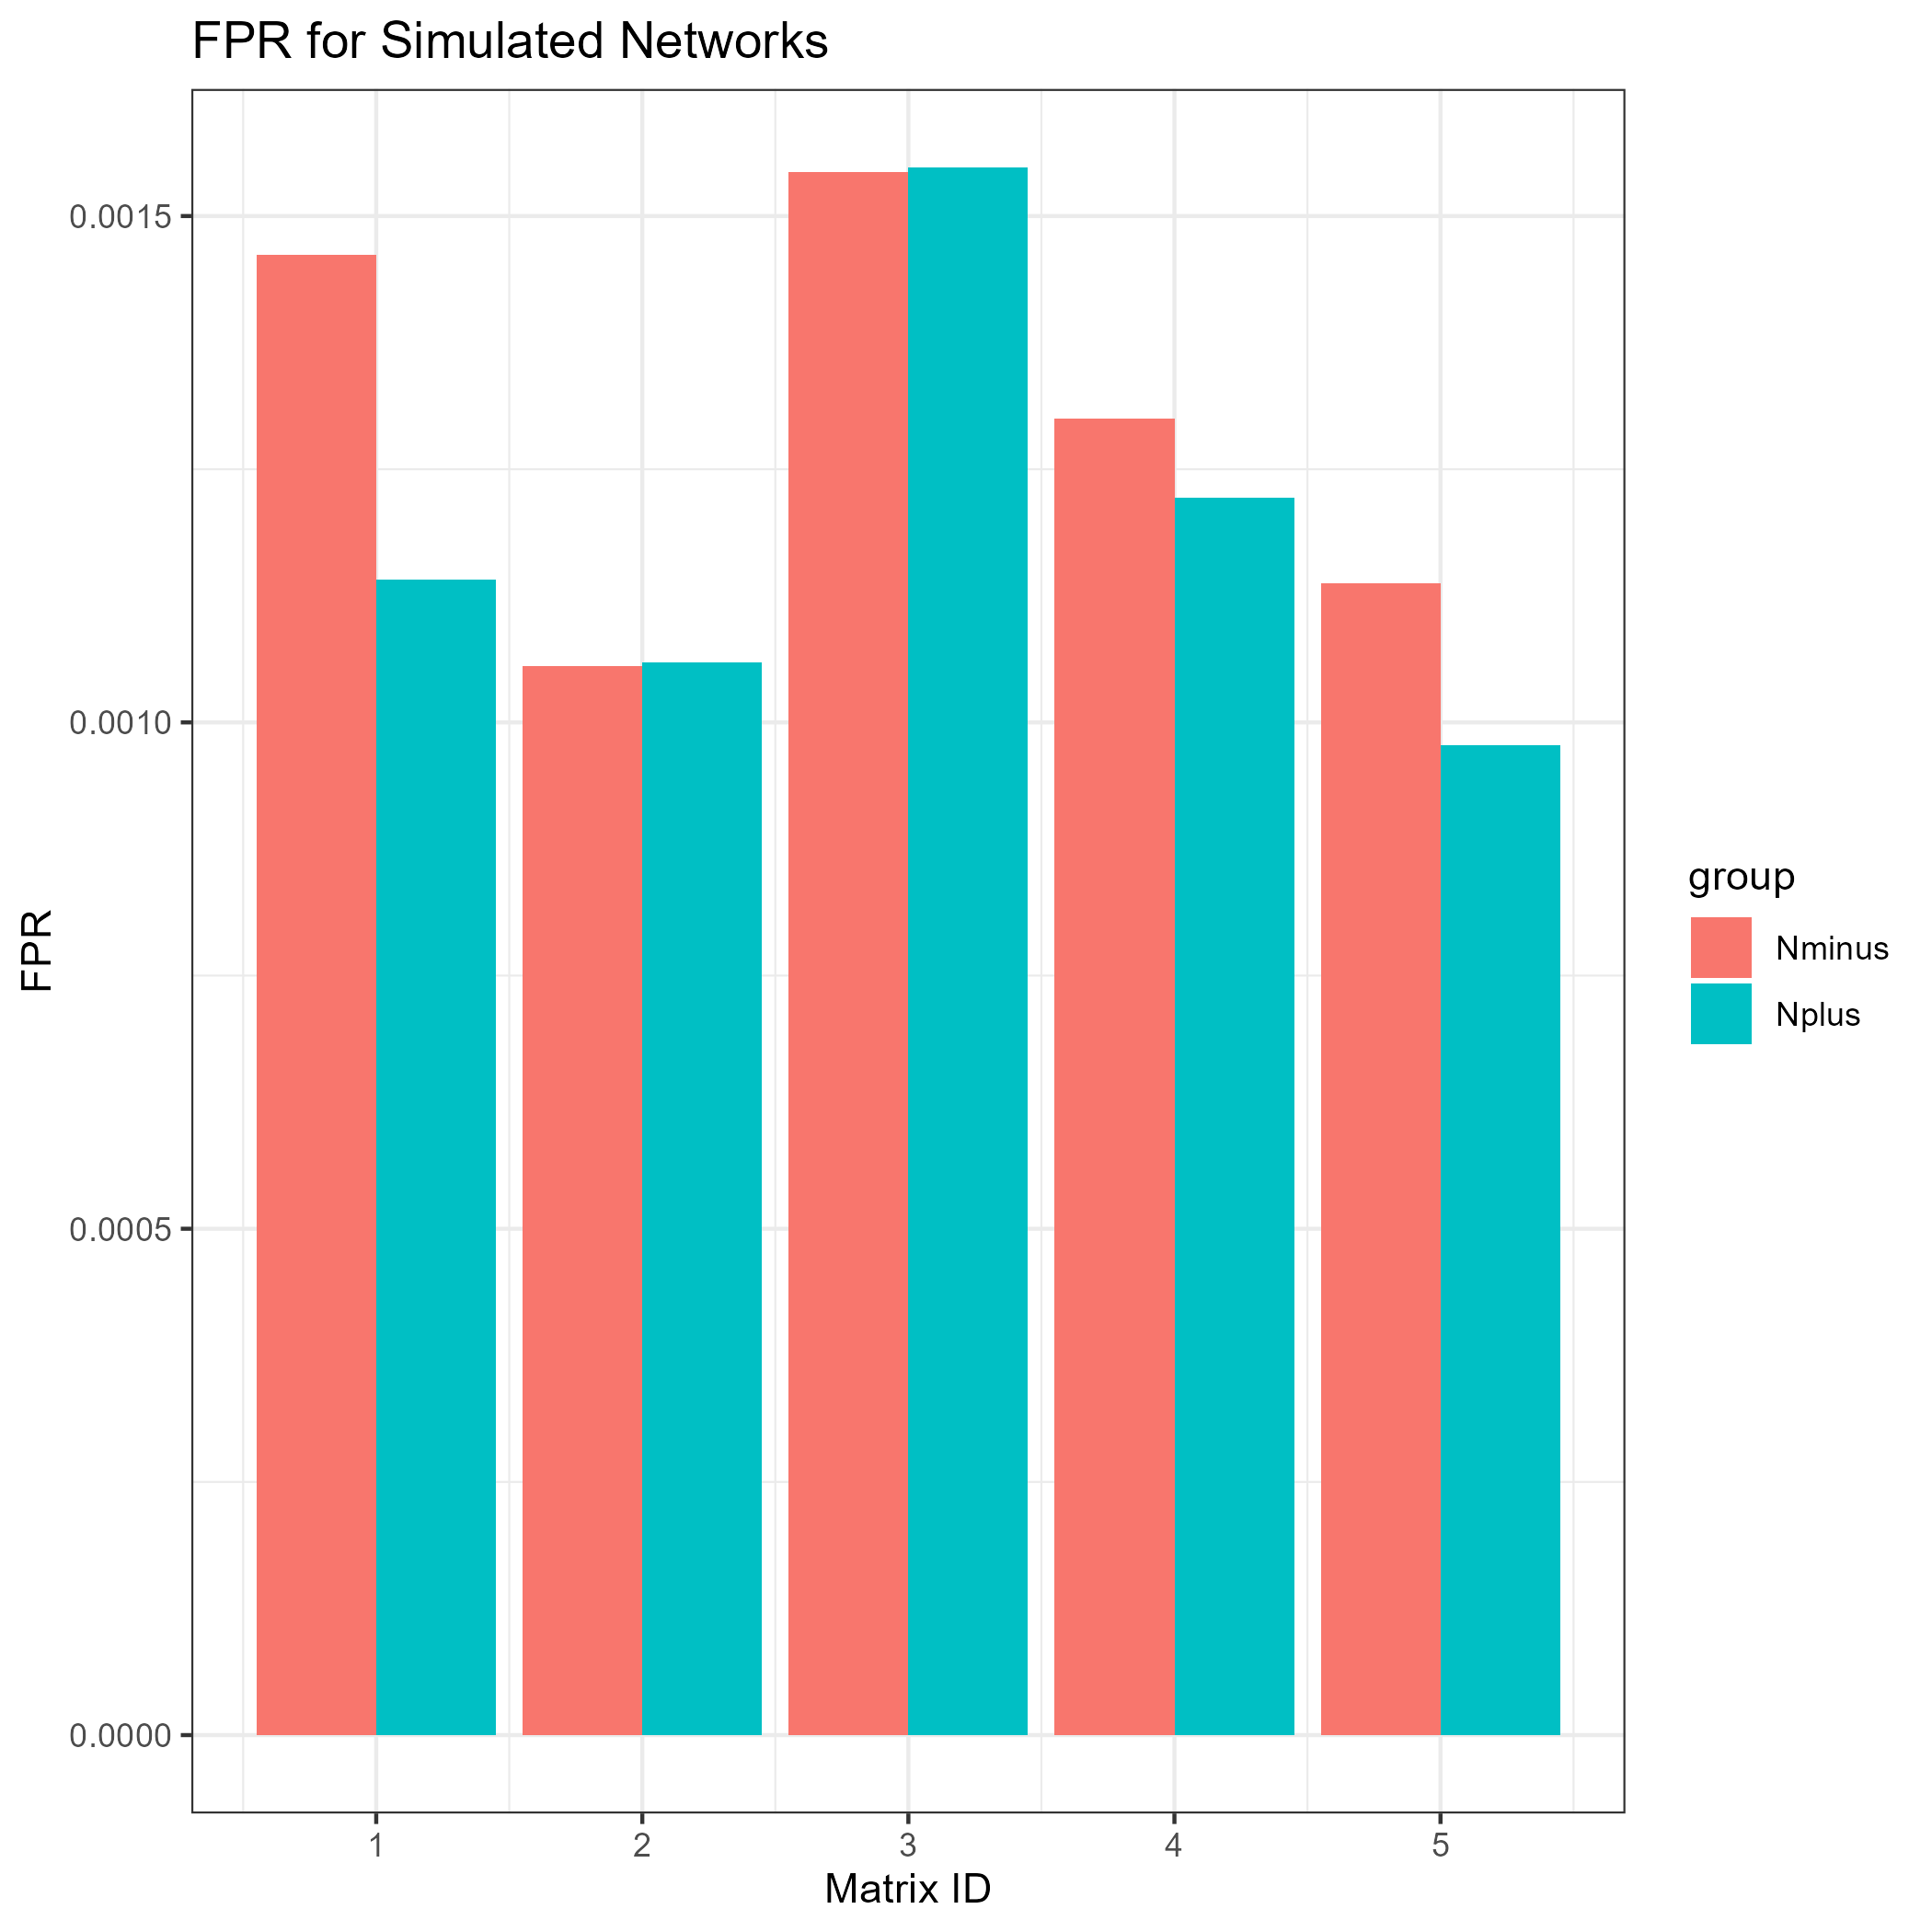 FPR for Simulated Networks
0.0015
0.0010
0.0005
0.0000
FPR
1 2 3 4 5
Matrix ID
group
Nminus
Nplus